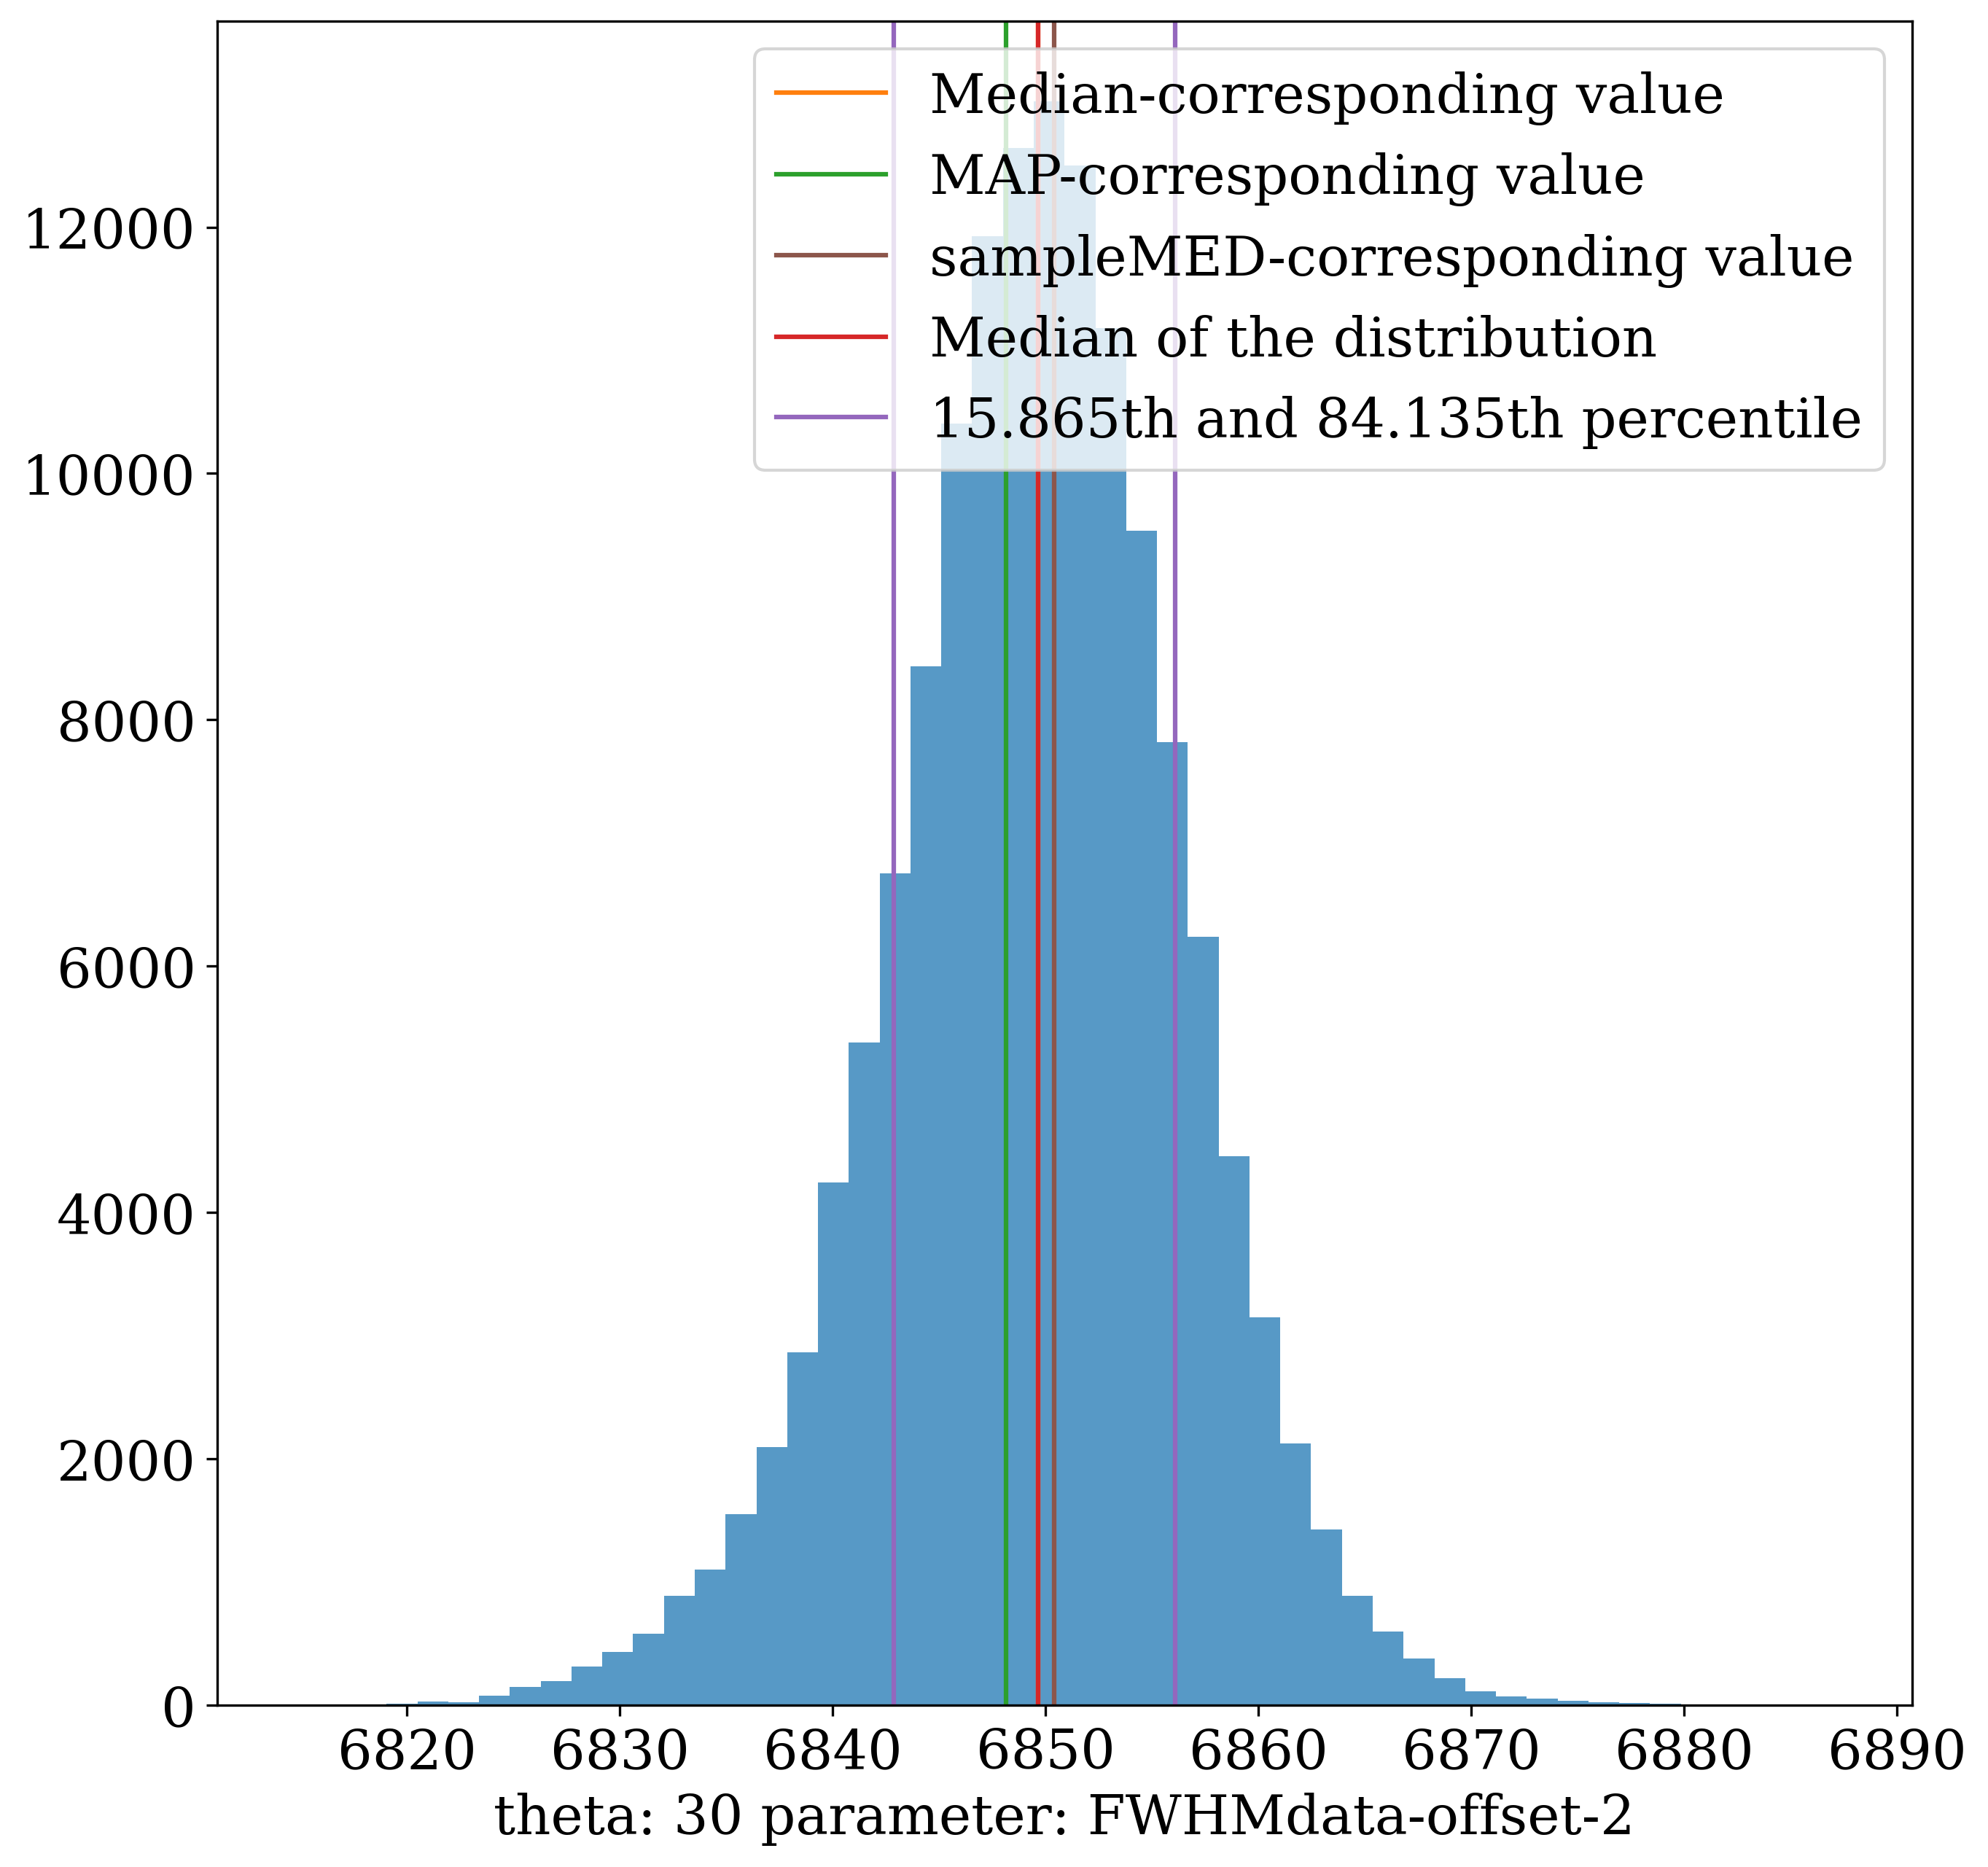 Median-corresponding value
MAP-corresponding value
sampleMED-corresponding value
Median of the distribution
15.865th and 84.135th percentile
12000
10000
8000
6000
4000
2000
0
6820 6830 6840 6850 6860 6870 6880 6890
theta: 30 parameter: FWHMdata-offset-2